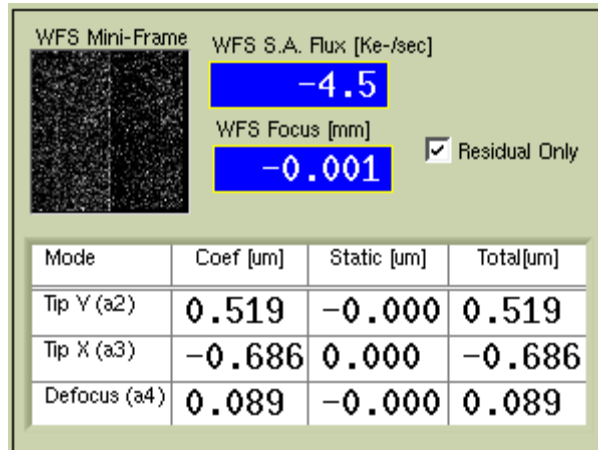 WFS Mini-Frame
WFS S.A. Flux [Ke-/sec]
-4.5
WFS Focus [mm]
-0.001
Residual Only
Mode Coef [um] Static [um] Total[um]
Tip Y (a2) 0.519 -0.000 0.519
Tip X (a3) -0.686 0.000 -0.686
Defocus (a4) 0.089 -0.000 0.089